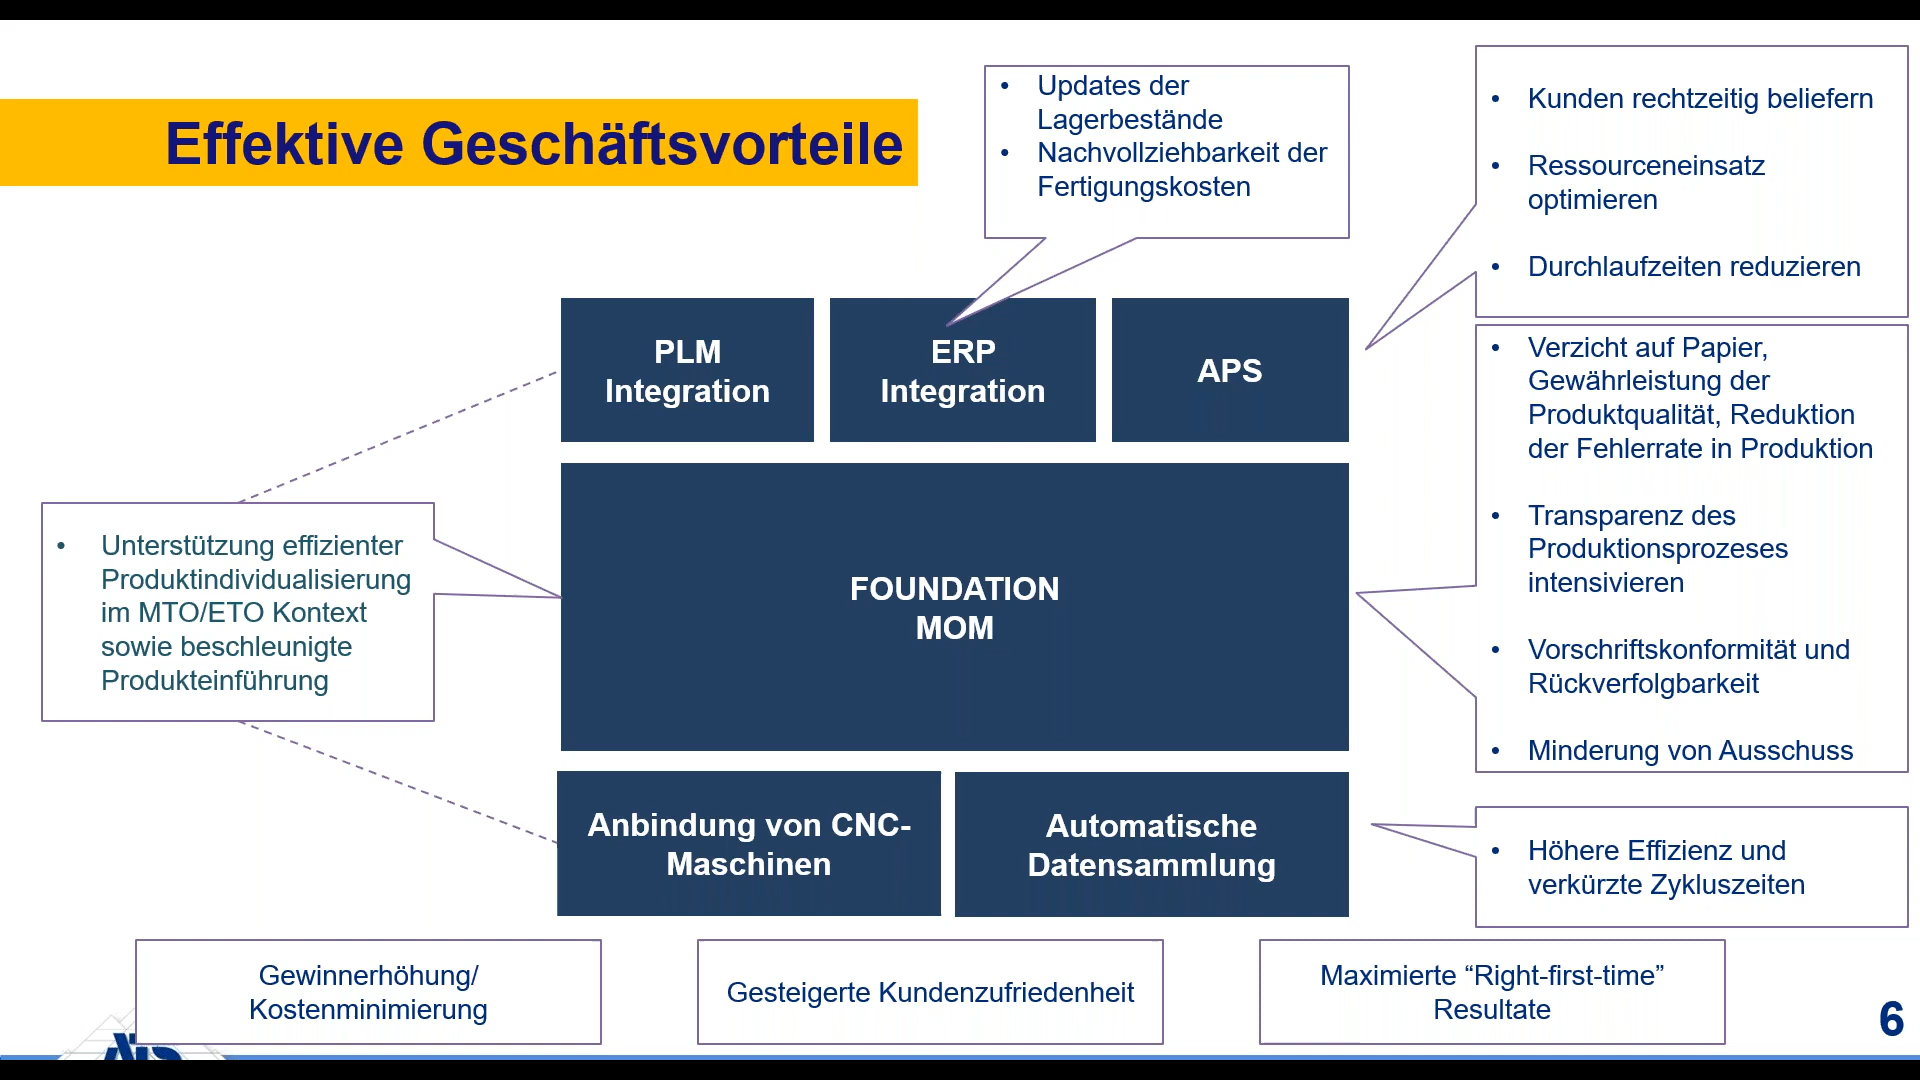 Effektive Geschäftsvorteile
• Updates der
Lagerbestände
• Nachvollziehbarkeit der
Fertigungskosten
• Kunden rechtzeitig beliefern
• Ressourceneinsatz
optimieren
• Durchlaufzeiten reduzieren
PLM
Integration
ERP
Integration
APS
• Verzicht auf Papier,
Gewährleistung der
Produktqualität, Reduktion
der Fehlerrate in Produktion
• Transparenz des
Produktionsprozeses
intensivieren
• Vorschriftskonformität und
Rückverfolgbarkeit
• Minderung von Ausschuss
• Unterstützung effizienter
Produktindividualisierung
im MTO/ETO Kontext
sowie beschleunigte
Produkteinführung
FOUNDATION
MOM
Anbindung von CNC-
Maschinen
Automatische
Datensammlung
• Höhere Effizienz und
verkürzte Zykluszeiten
Gewinnerhöhung/
Kostenminimierung
Gesteigerte Kundenzufriedenheit
Maximierte “Right-first-time”
Resultate
6